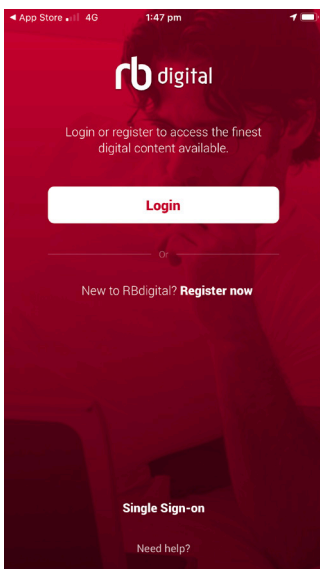 App Store 4G 1:47 pm
rb digital
Login or register to access the finest
digital content available.
Login
Or
New to RBdigital? Register now
Single Sign-on
Need help?